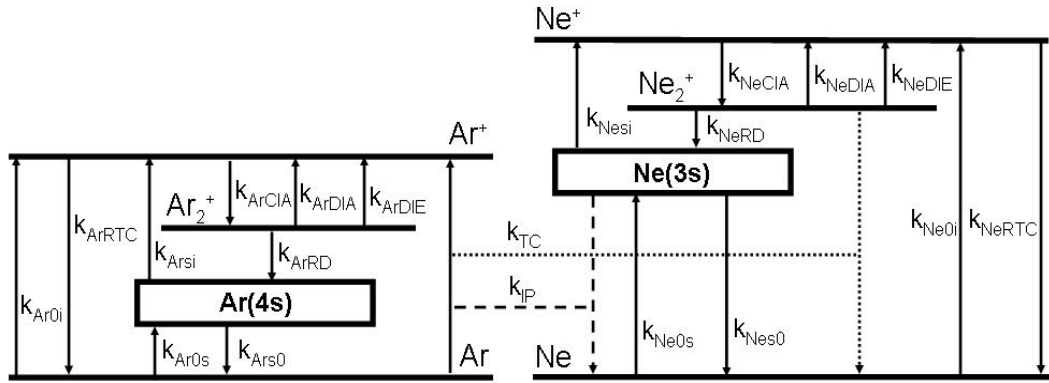 Ne⁺
k_NeCIA
k_NeDIA
k_NeDIE
Ne₂⁺
k_Nesi
k_NeRD
Ar⁺
Ne(3s)
k_ArCIA
k_ArDIA
k_ArDIE
Ar₂⁺
k_ArRTC
k_Arsi
k_ArRD
k_TC
k_Ne0i
k_NeRTC
Ar(4s)
k_IP
k_Ar0i
k_Ar0s
k_Ars0
Ar
Ne
k_Ne0s
k_Nes0